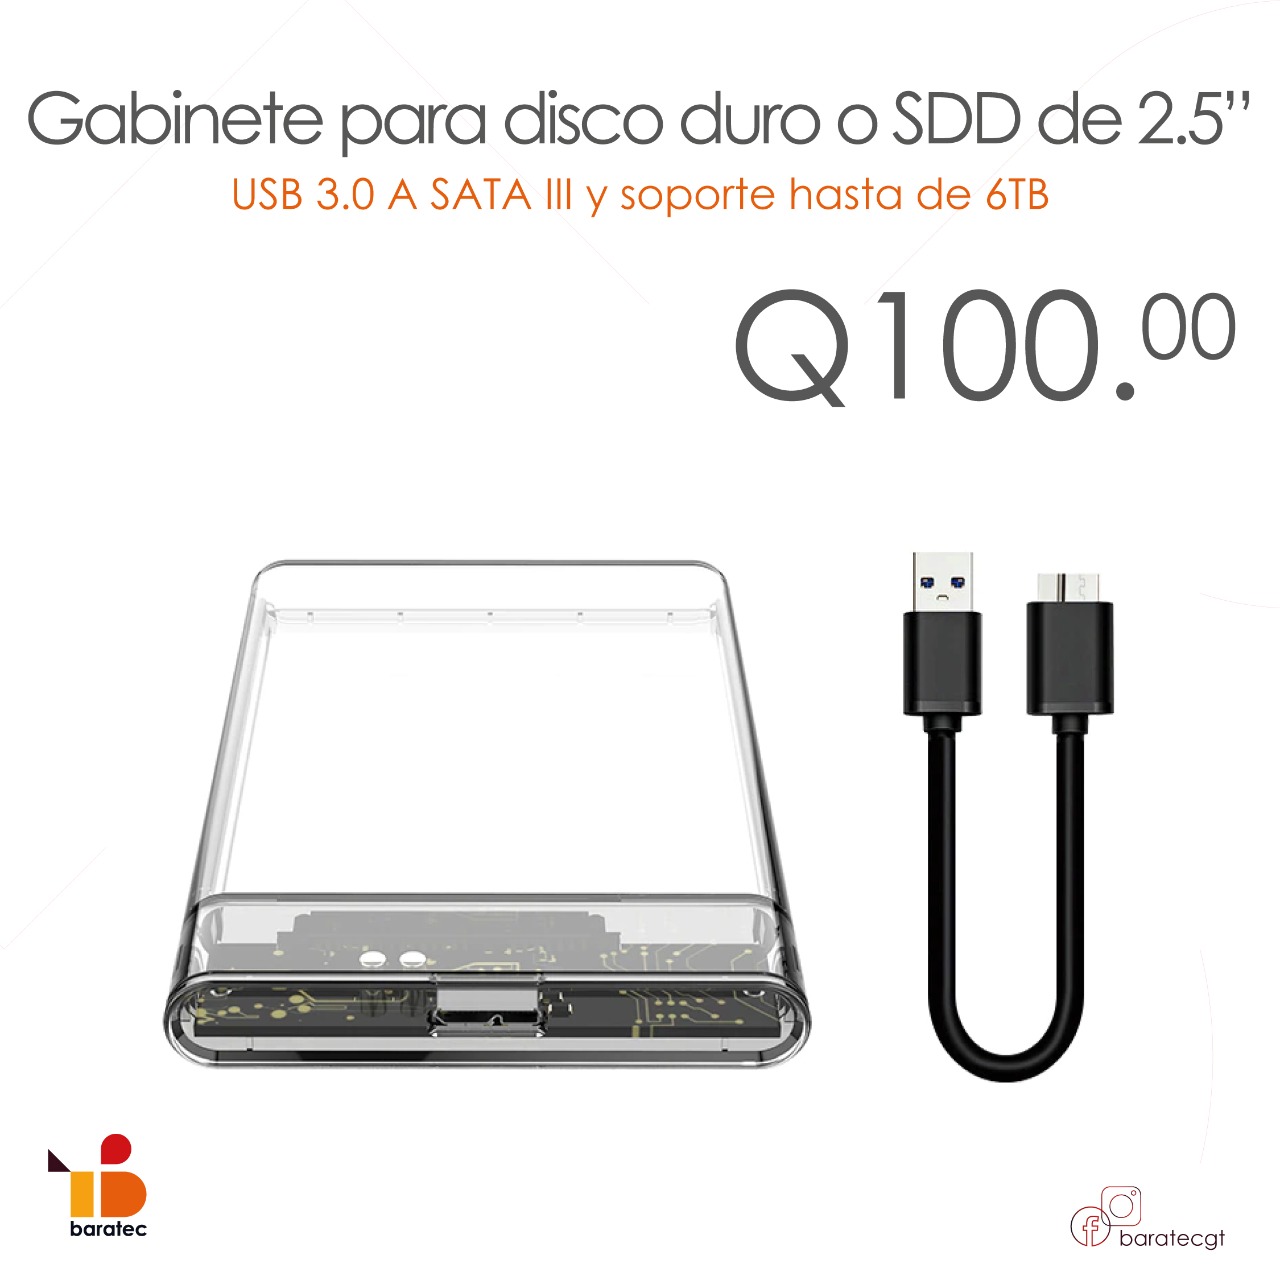 Gabinete para disco duro o SDD de 2.5”
USB 3.0 A SATA III y soporte hasta de 6TB
Q100.00
baratec
baratecgt